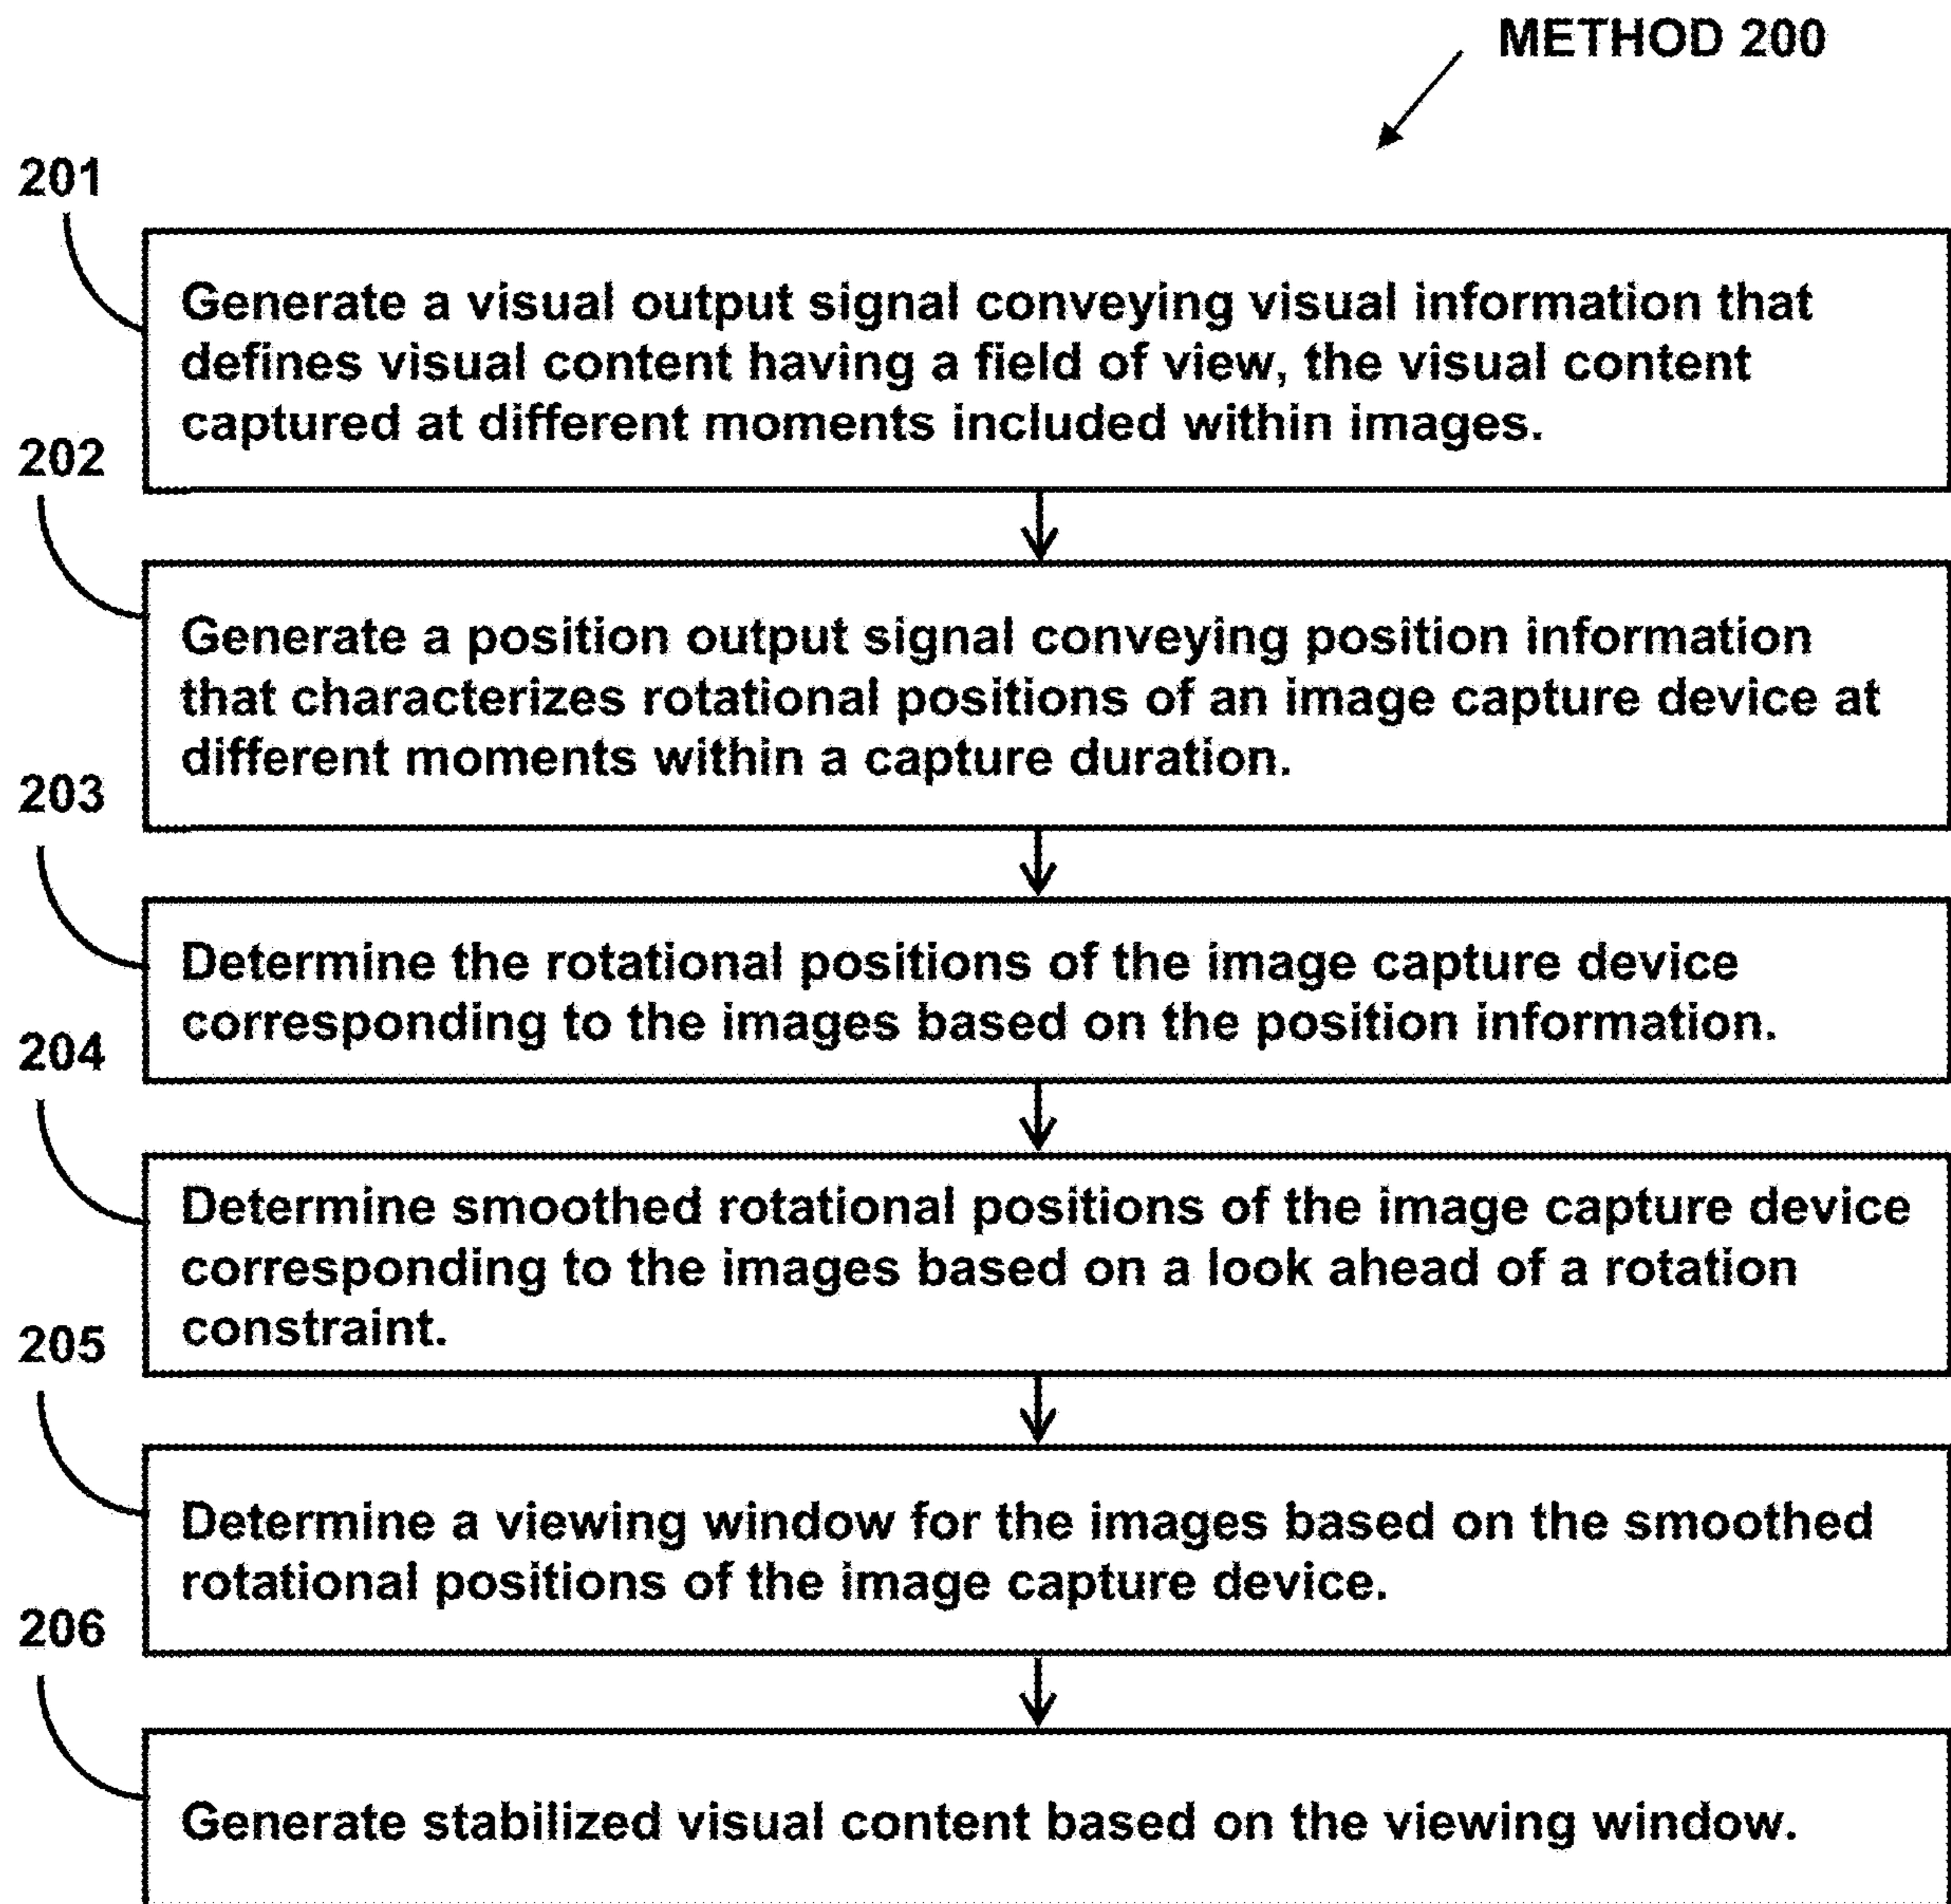 METHOD 200
201
Generate a visual output signal conveying visual information that
defines visual content having a field of view, the visual content
captured at different moments included within images.
202
Generate a position output signal conveying position information
that characterizes rotational positions of an image capture device at
different moments within a capture duration.
203
Determine the rotational positions of the image capture device
corresponding to the images based on the position information.
204
Determine smoothed rotational positions of the image capture device
corresponding to the images based on a look ahead of a rotation
constraint.
205
Determine a viewing window for the images based on the smoothed
rotational positions of the image capture device.
206
Generate stabilized visual content based on the viewing window.